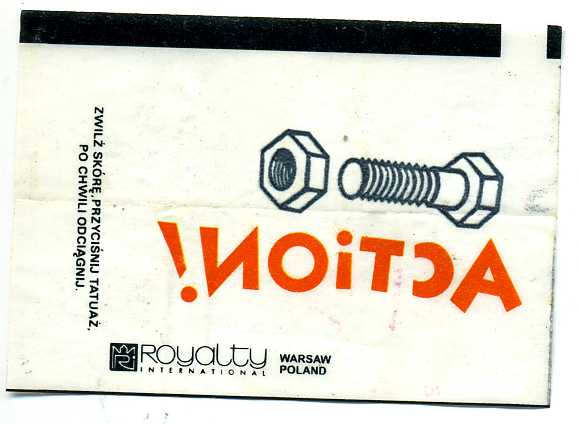 ZWILŻ SKÓRĘ, PRZYCIŚNIJ TATUAŻ,
PO CHWILI ODCIĄGNIJ.
ACTiON!
ROyaLty
INTERNATIONAL
WARSAW
POLAND